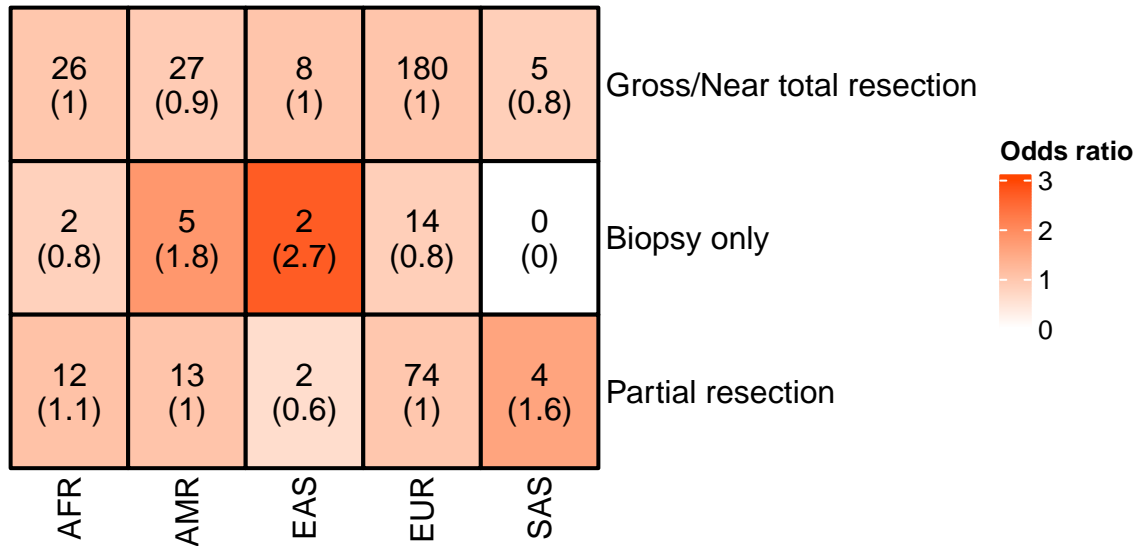 26 27 8 180 5
(1) (0.9) (1) (1) (0.8)
Gross/Near total resection
2 5 2 14 0
(0.8) (1.8) (2.7) (0.8) (0)
Biopsy only
12 13 2 74 4
(1.1) (1) (0.6) (1) (1.6)
Partial resection
AFR AMR EAS EUR SAS
Odds ratio
3
2
1
0